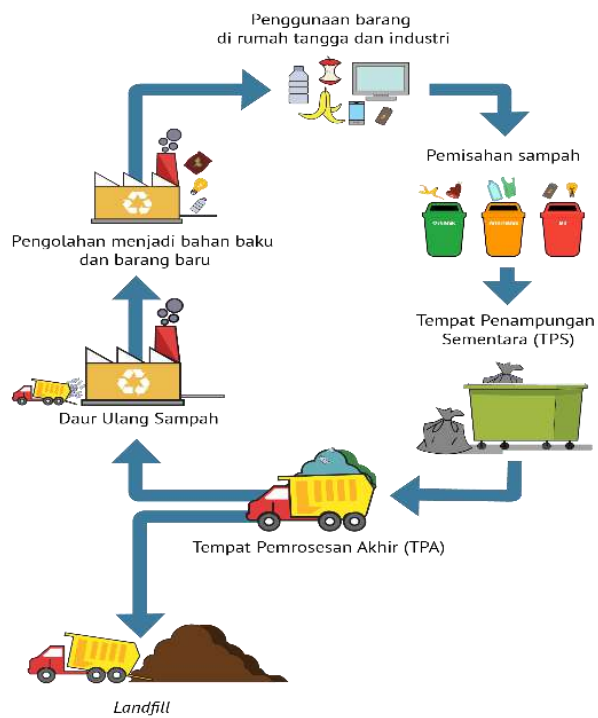 Penggunaan barang
di rumah tangga dan industri
Pemisahan sampah
Tempat Penampungan
Sementara (TPS)
Tempat Pemrosesan Akhir (TPA)
Daur Ulang Sampah
Pengolahan menjadi bahan baku
dan barang baru
Landfill